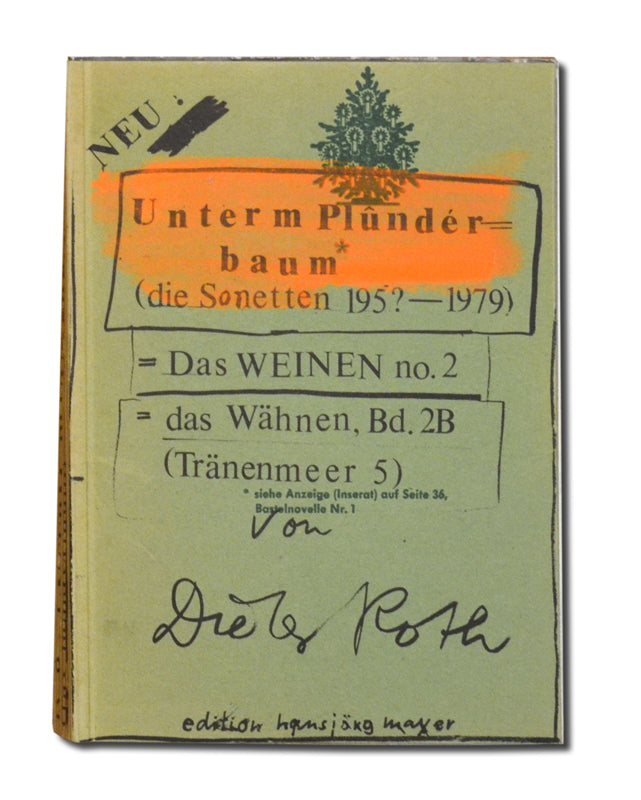 NEU !
Unterm Plûndér=
baum*
(die Sonetten 195?—1979)
= Das WEINEN no. 2
= das Wähnen, Bd. 2B
(Tränenmeer 5)
* siehe Anzeige (Inserat) auf Seite 36,
Bastelnovelle Nr. 1
Von
Dieter Roth
edition hansjörg mayer